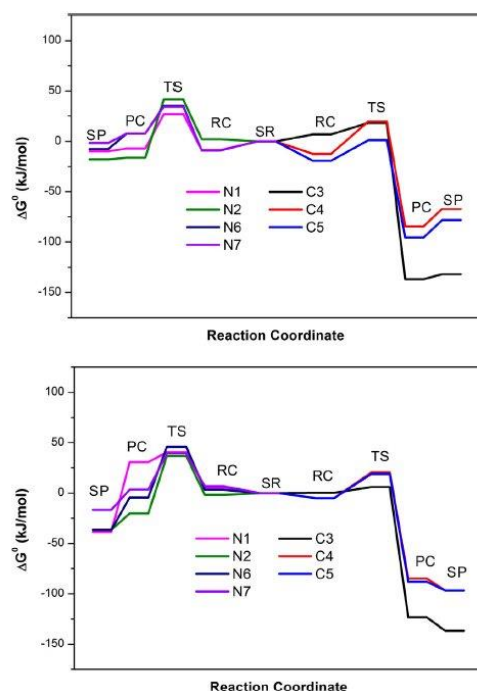 100
50
0
-50
-100
-150
ΔG⁰ (kJ/mol)
SP
PC
TS
RC
SR
RC
TS
PC
SP
N1
C3
N2
C4
N6
C5
N7
Reaction Coordinate
100
50
0
-50
-100
-150
ΔG⁰ (kJ/mol)
SP
PC
TS
RC
SR
RC
TS
PC
SP
N1
C3
N2
C4
N6
C5
N7
Reaction Coordinate